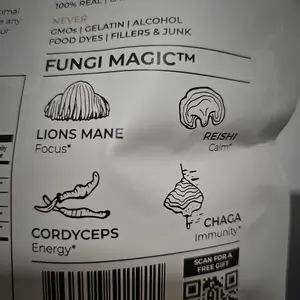 100% REAL |
NEVER
GMOs | GELATIN | ALCOHOL
FOOD DYES | FILLERS & JUNK
FUNGI MAGIC™
LIONS MANE
Focus*
REISHI
Calm*
CORDYCEPS
Energy*
CHAGA
Immunity*
SCAN FOR A
FREE GIFT